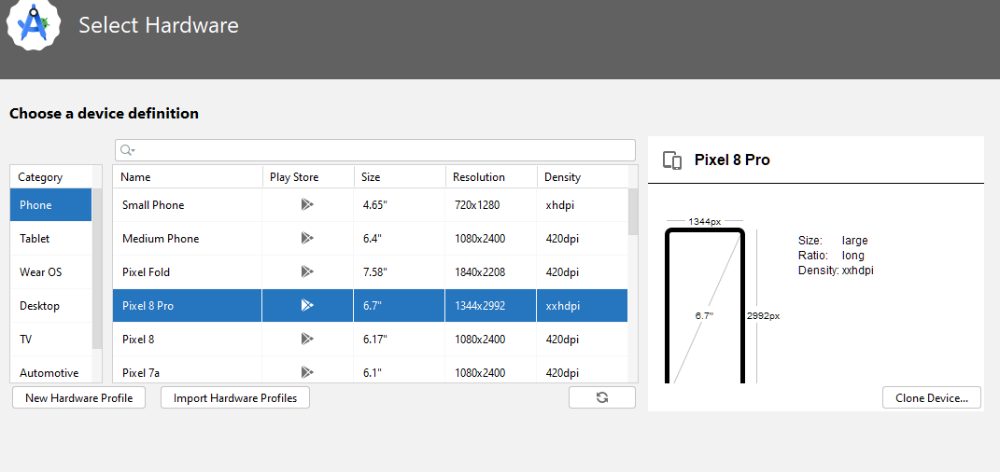 Select Hardware
Choose a device definition
Category
Phone
Tablet
Wear OS
Desktop
TV
Automotive
Name Play Store Size Resolution Density
Small Phone 4.65" 720x1280 xhdpi
Medium Phone 6.4" 1080x2400 420dpi
Pixel Fold 7.58" 1840x2208 420dpi
Pixel 8 Pro 6.7" 1344x2992 xxhdpi
Pixel 8 6.17" 1080x2400 420dpi
Pixel 7a 6.1" 1080x2400 420dpi
New Hardware Profile
Import Hardware Profiles
Pixel 8 Pro
1344px
6.7"
2992px
Size: large
Ratio: long
Density: xxhdpi
Clone Device...